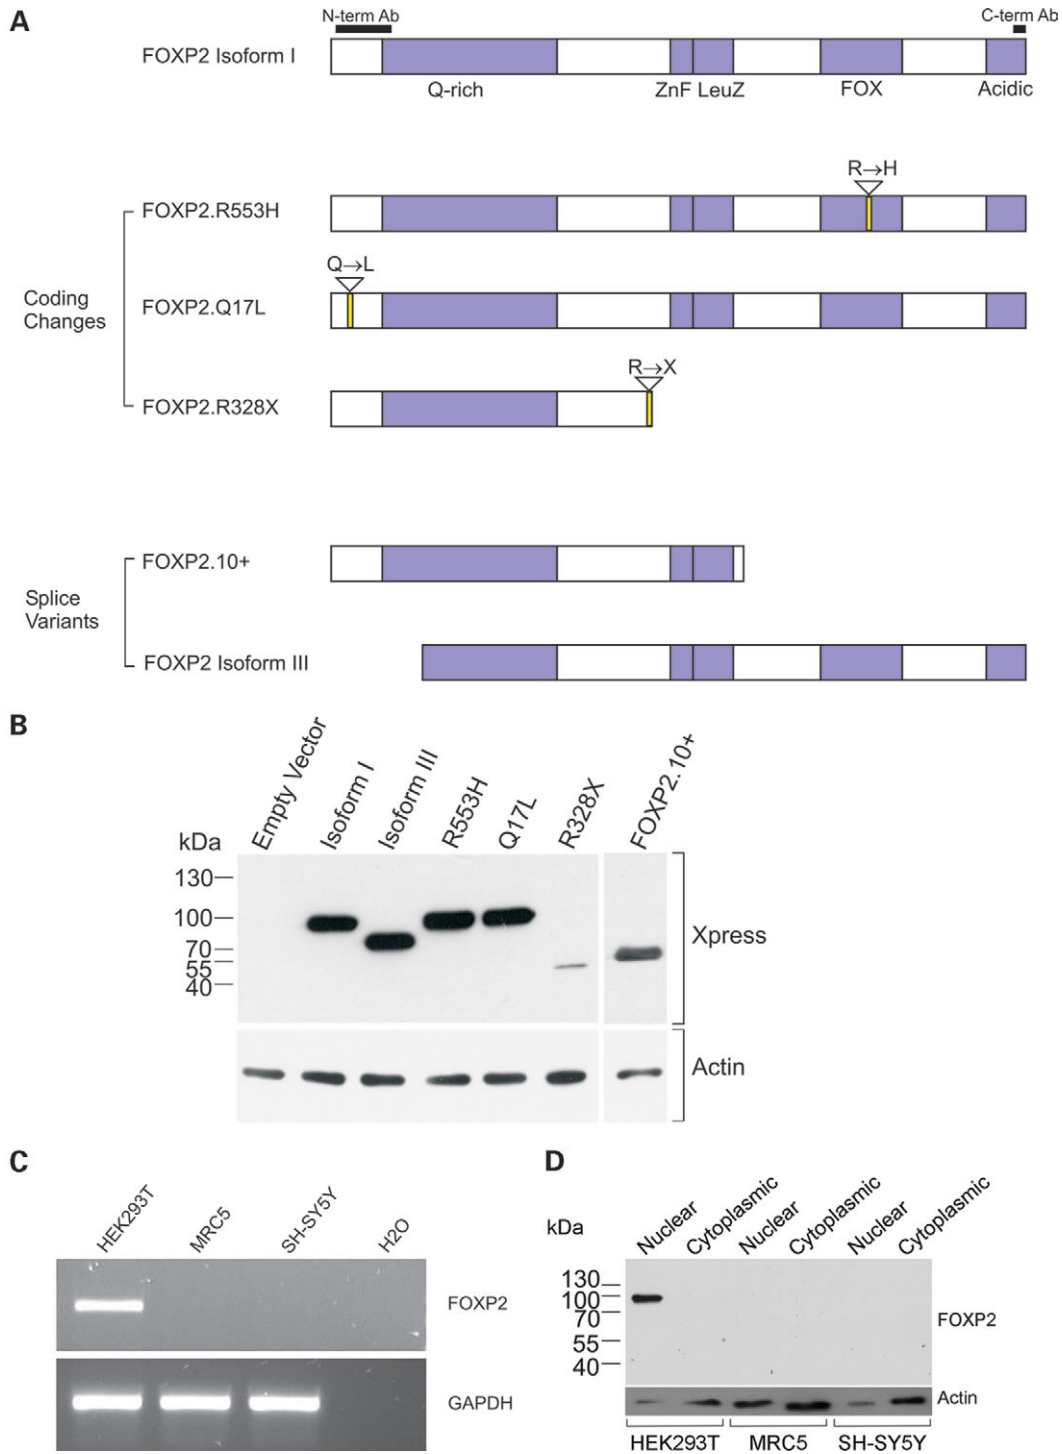 A
N-term Ab
C-term Ab
FOXP2 Isoform I
Q-rich
ZnF LeuZ
FOX
Acidic
R→H
FOXP2.R553H
Q→L
Coding
Changes
FOXP2.Q17L
R→X
FOXP2.R328X
FOXP2.10+
Splice
Variants
FOXP2 Isoform III
B
kDa
Empty Vector
Isoform I
Isoform III
R553H
Q17L
R328X
FOXP2.10+
130
100
70
55
40
Xpress
Actin
C
HEK293T
MRC5
SH-SY5Y
H2O
FOXP2
GAPDH
D
kDa
Nuclear
Cytoplasmic
Nuclear
Cytoplasmic
Nuclear
Cytoplasmic
130
100
70
55
40
FOXP2
Actin
HEK293T
MRC5
SH-SY5Y